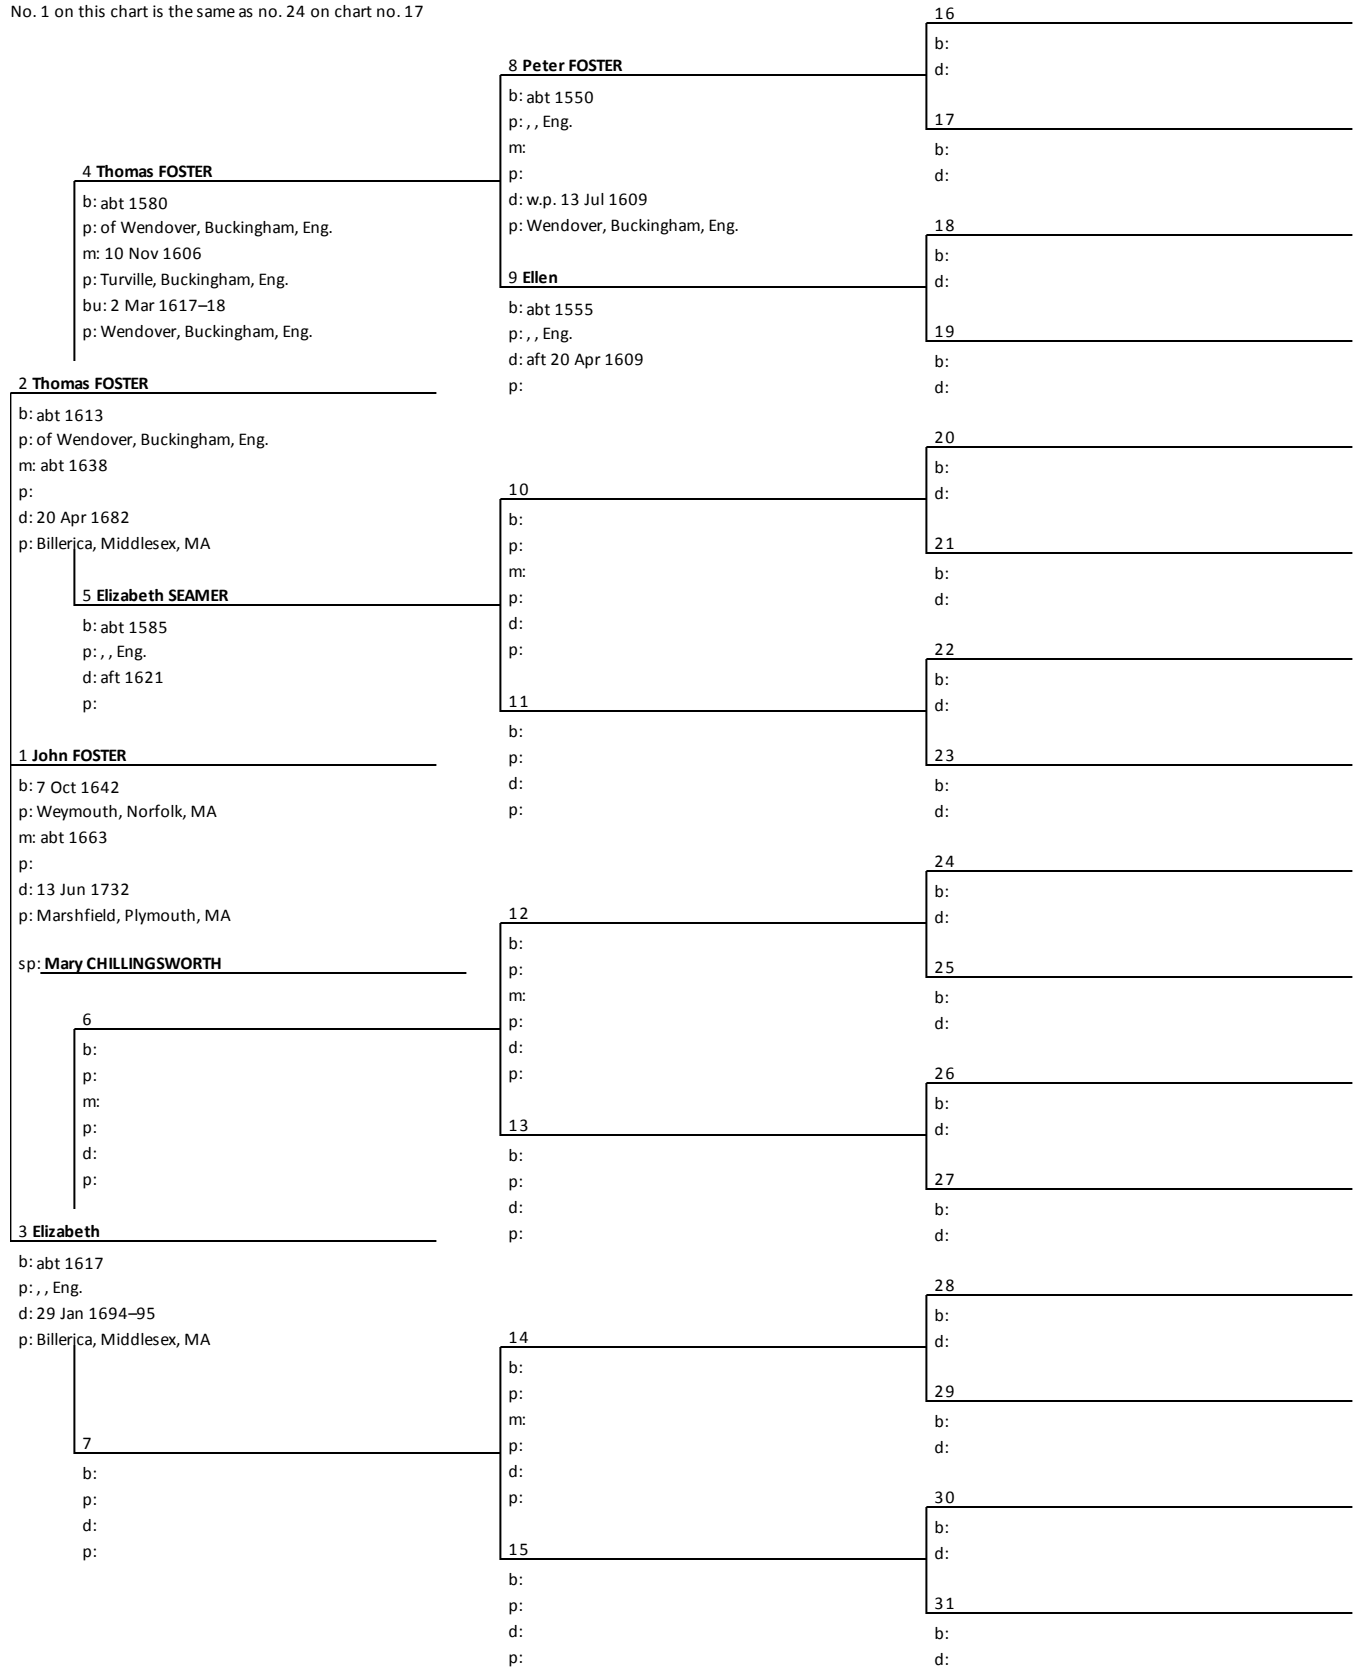 No. 1 on this chart is the same as no. 24 on chart no. 17
16
b:
d:
8 Peter FOSTER
b: abt 1550
p: , , Eng.
m:
p:
d: w.p. 13 Jul 1609
p: Wendover, Buckingham, Eng.
17
b:
d:
4 Thomas FOSTER
b: abt 1580
p: of Wendover, Buckingham, Eng.
m: 10 Nov 1606
p: Turville, Buckingham, Eng.
bu: 2 Mar 1617–18
p: Wendover, Buckingham, Eng.
18
b:
d:
9 Ellen
b: abt 1555
p: , , Eng.
d: aft 20 Apr 1609
p:
19
b:
d:
2 Thomas FOSTER
b: abt 1613
p: of Wendover, Buckingham, Eng.
m: abt 1638
p:
d: 20 Apr 1682
p: Billerica, Middlesex, MA
20
b:
d:
10
b:
p:
m:
p:
d:
p:
21
b:
d:
5 Elizabeth SEAMER
b: abt 1585
p: , , Eng.
d: aft 1621
p:
22
b:
d:
11
b:
p:
d:
p:
23
b:
d:
1 John FOSTER
b: 7 Oct 1642
p: Weymouth, Norfolk, MA
m: abt 1663
p:
d: 13 Jun 1732
p: Marshfield, Plymouth, MA
sp: Mary CHILLINGSWORTH
24
b:
d:
12
b:
p:
m:
p:
d:
p:
25
b:
d:
6
b:
p:
m:
p:
d:
p:
26
b:
d:
13
b:
p:
d:
p:
27
b:
d:
3 Elizabeth
b: abt 1617
p: , , Eng.
d: 29 Jan 1694–95
p: Billerica, Middlesex, MA
28
b:
d:
14
b:
p:
m:
p:
d:
p:
29
b:
d:
7
b:
p:
d:
p:
30
b:
d:
15
b:
p:
d:
p:
31
b:
d: